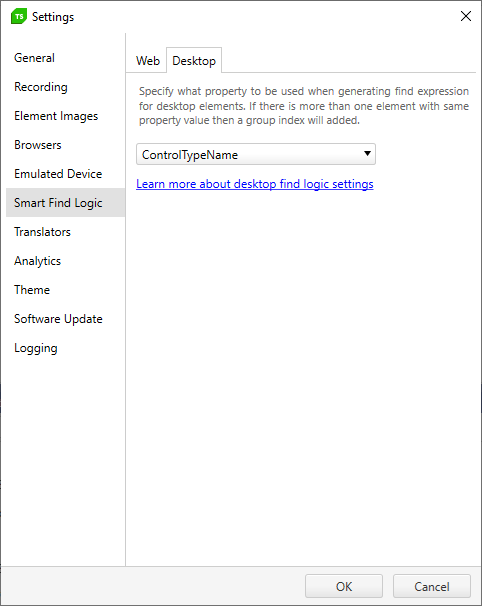 TS Settings
General
Recording
Element Images
Browsers
Emulated Device
Smart Find Logic
Translators
Analytics
Theme
Software Update
Logging
Web Desktop
Specify what property to be used when generating find expression
for desktop elements. If there is more than one element with same
property value then a group index will added.
ControlTypeName
Learn more about desktop find logic settings
OK Cancel